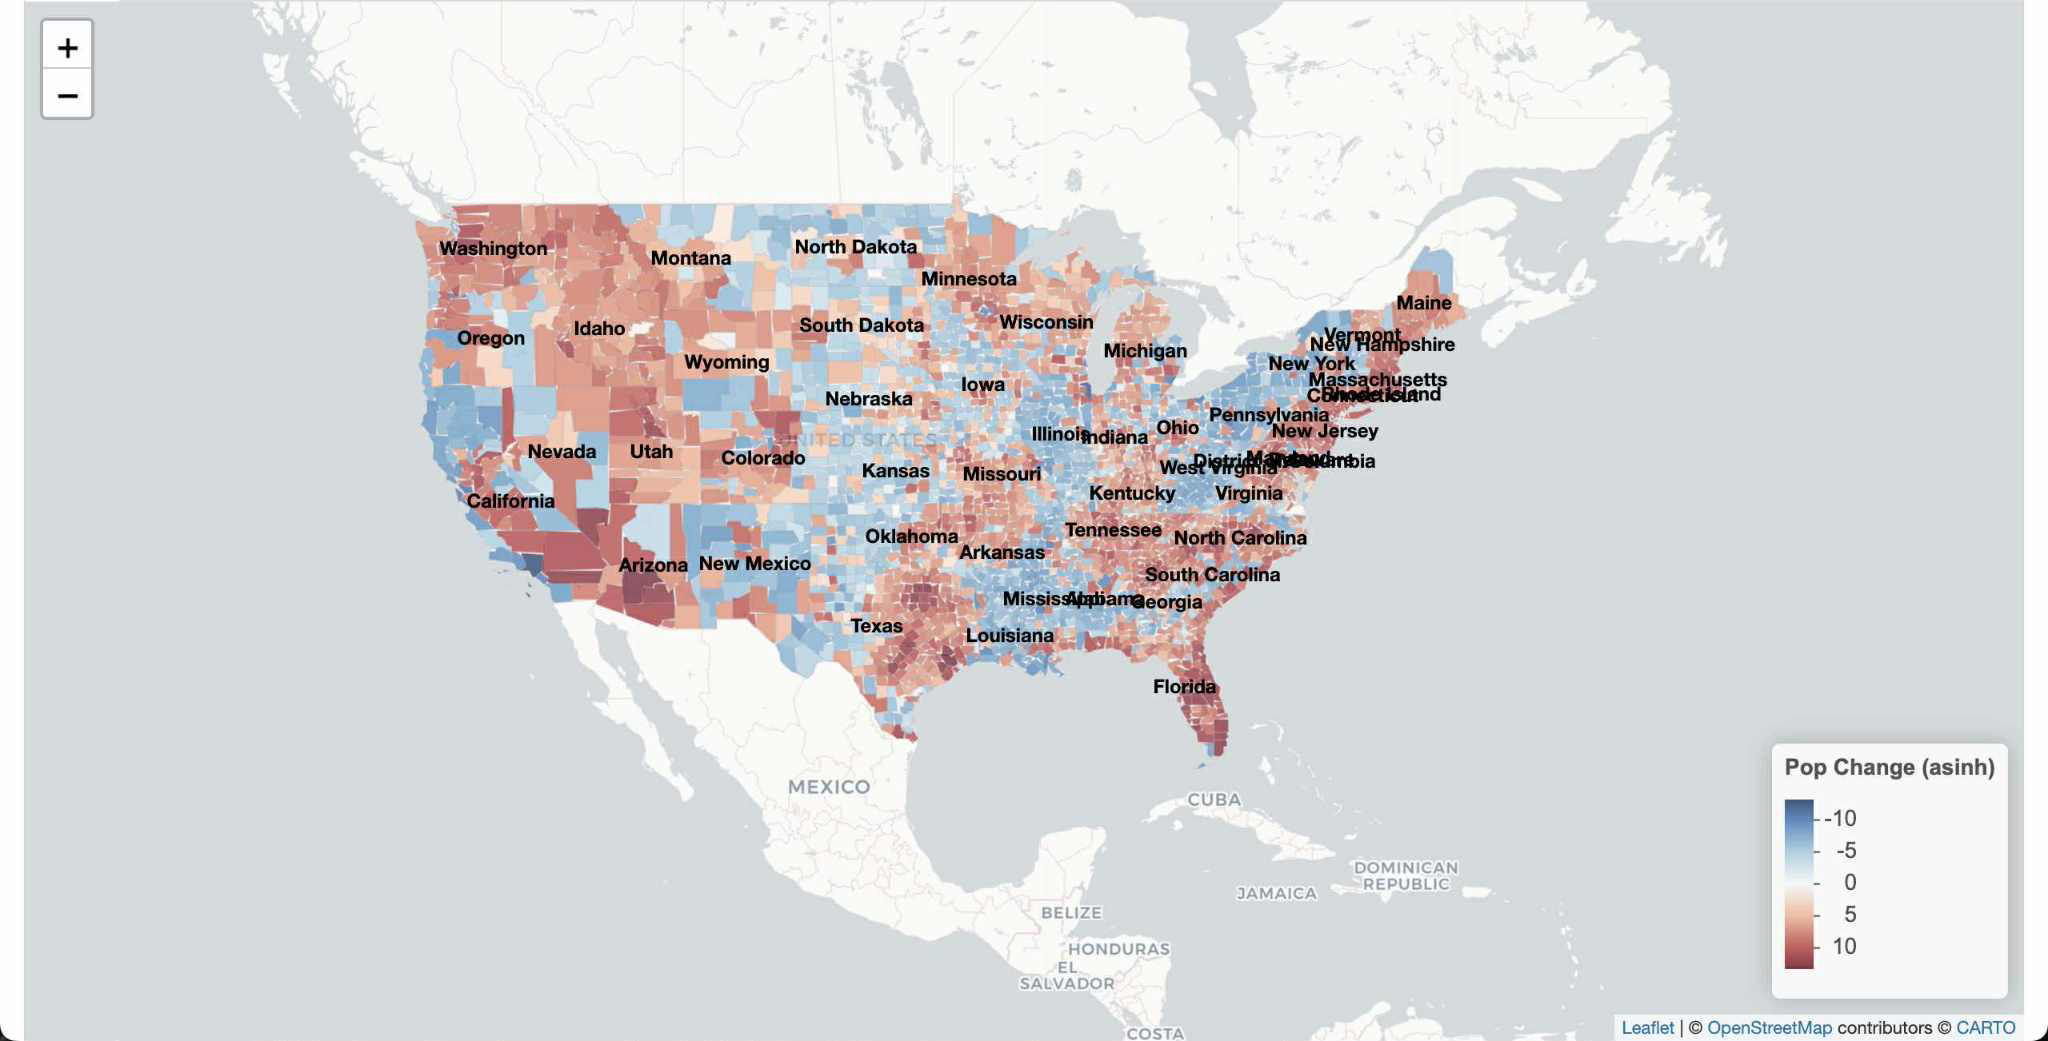 +
−
Washington
Montana
North Dakota
Minnesota
Maine
Oregon
Idaho
South Dakota
Wisconsin
Vermont
New Hampshire
Wyoming
Michigan
New York
Iowa
Massachusetts
Nebraska
Connecticut
Rhode Island
Pennsylvania
UNITED STATES
Illinois
Indiana
Ohio
New Jersey
Nevada
Utah
Colorado
Kansas
Missouri
West Virginia
Maryland
Delaware
District of Columbia
California
Kentucky
Virginia
Oklahoma
Arkansas
Tennessee
North Carolina
Arizona
New Mexico
South Carolina
Mississippi
Alabama
Georgia
Texas
Louisiana
Florida
MEXICO
CUBA
DOMINICAN
REPUBLIC
JAMAICA
BELIZE
HONDURAS
EL
SALVADOR
COSTA
Pop Change (asinh)
-10
-5
0
5
10
Leaflet | © OpenStreetMap contributors © CARTO